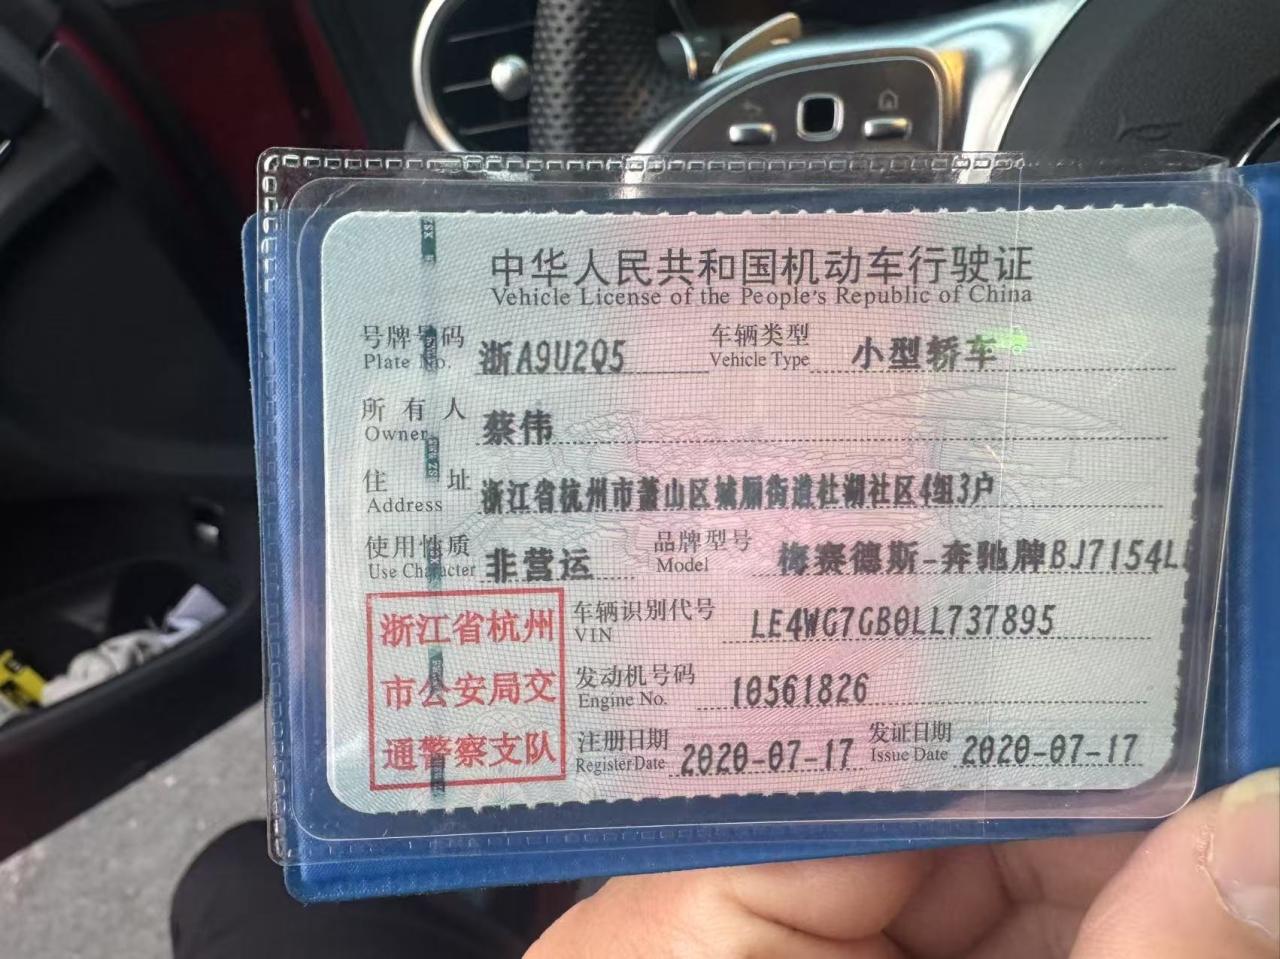 中华人民共和国机动车行驶证
Vehicle License of the People's Republic of China
号牌号码 浙A9U2Q5 车辆类型 小型轿车
Plate No. Vehicle Type
所有人 蔡伟
Owner
住址 浙江省杭州市萧山区城厢街道杜湖社区4组3户
Address
使用性质 非营运 品牌型号 梅赛德斯-奔驰牌BJ7154L
Use Character Model
浙江省杭州
市公安局交
通警察支队
车辆识别代号 LE4WG7GB0LL737895
VIN
发动机号码 10561826
Engine No.
注册日期 2020-07-17 发证日期 2020-07-17
Register Date Issue Date